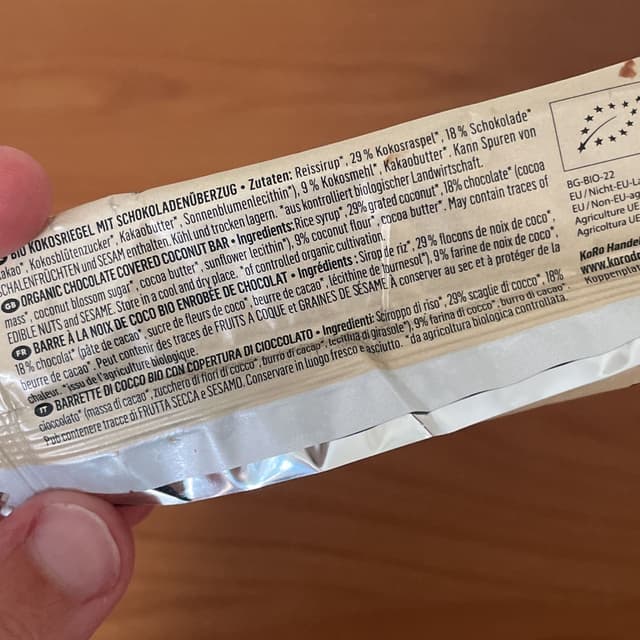 BIO KOKOSRIEGEL MIT SCHOKOLADENÜBERZUG • Zutaten: Reissirup*, 29 % Kokosraspel*, 18 % Schokolade*
Kokosblütenzucker*, Kakaobutter*, Sonnenblumenlecithin*), 9 % Kokosmehl*, Kakaobutter*. Kann Spuren von
SCHALENFRÜCHTEN und SESAM enthalten. Kühl und trocken lagern. *aus kontrolliert biologischer Landwirtschaft.
GB ORGANIC CHOCOLATE COVERED COCONUT BAR • Ingredients: Rice syrup*, 29% grated coconut*, 18% chocolate* (cocoa
mass*, coconut blossom sugar*, cocoa butter*, sunflower lecithin*), 9% coconut flour*, cocoa butter*. May contain traces of
EDIBLE NUTS and SESAME. Store in a cool and dry place. *of controlled organic cultivation
FR BARRE À LA NOIX DE COCO BIO ENROBÉE DE CHOCOLAT • Ingrédients : Sirop de riz*, 29% flocons de noix de coco*,
18% chocolat* (pâte de cacao*, sucre de fleurs de coco*, beurre de cacao*, lécithine de tournesol*), 9% farine de noix de coco*,
beurre de cacao*. Peut contenir des traces de FRUITS A COQUE et GRAINES DE SÉSAME. A conserver au sec et à protéger de la
chaleur. *issu de l'agriculture biologique.
IT BARRETTE DI COCCO BIO CON COPERTURA DI CIOCCOLATO • Ingredienti: Sciroppo di riso*, 29% scaglie di cocco*, 18%
cioccolato* (massa di cacao*, zucchero di fiori di cocco*, burro di cacao*, lecitina di girasole*), 9% farina di cocco*, burro di cacao*.
Può contenere tracce di FRUTTA SECCA e SESAMO. Conservare in luogo fresco e asciutto. *da agricoltura biologica controllata.
BG-BIO-22
EU / Nicht-EU-La
EU / Non-EU-ag
Agriculture UE
Agricoltura UE
KoRo Hande
www.korod
Koppenpla